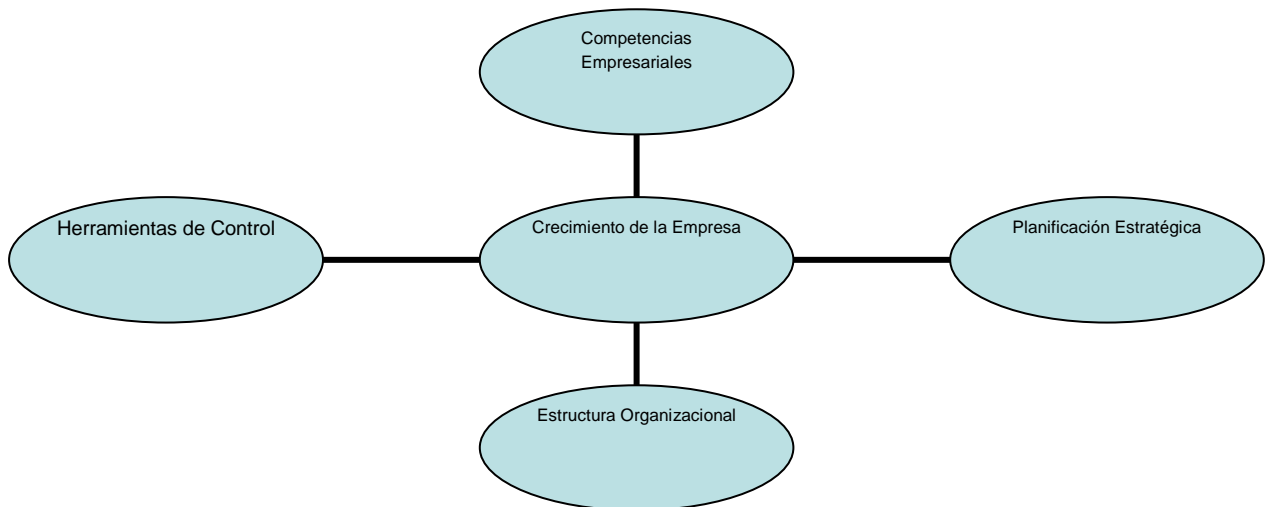 Competencias
Empresariales
Herramientas de Control
Crecimiento de la Empresa
Planificación Estratégica
Estructura Organizacional